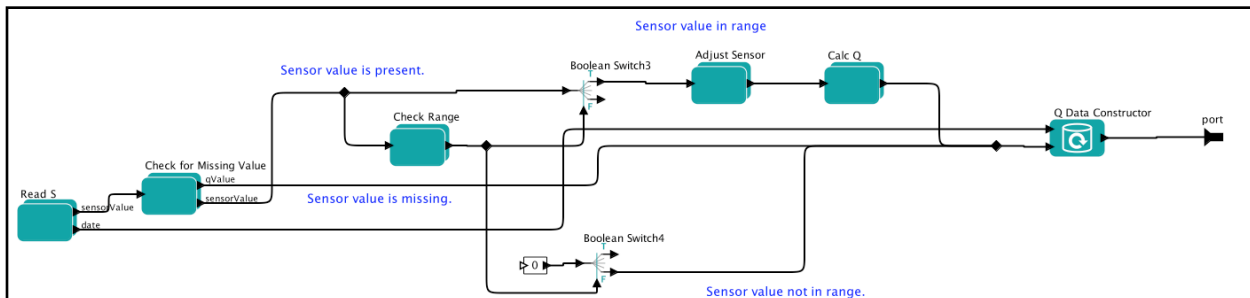 Sensor value in range
Adjust Sensor
Calc Q
Boolean Switch3
T
F
Sensor value is present.
Check Range
Q Data Constructor
port
Check for Missing Value
qValue
sensorValue
Read S
sensorValue
date
Sensor value is missing.
Boolean Switch4
T
F
0
Sensor value not in range.